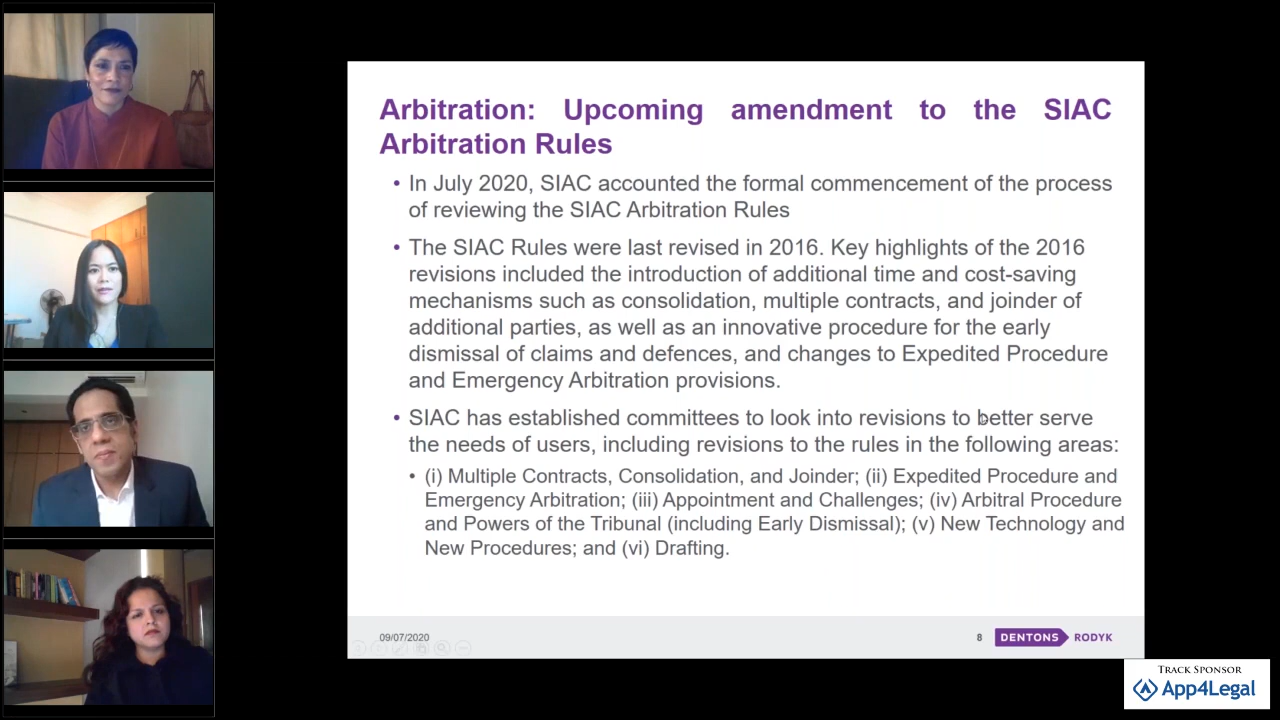 Arbitration: Upcoming amendment to the SIAC
Arbitration Rules
• In July 2020, SIAC accounted the formal commencement of the process
of reviewing the SIAC Arbitration Rules
• The SIAC Rules were last revised in 2016. Key highlights of the 2016
revisions included the introduction of additional time and cost-saving
mechanisms such as consolidation, multiple contracts, and joinder of
additional parties, as well as an innovative procedure for the early
dismissal of claims and defences, and changes to Expedited Procedure
and Emergency Arbitration provisions.
• SIAC has established committees to look into revisions to better serve
the needs of users, including revisions to the rules in the following areas:
• (i) Multiple Contracts, Consolidation, and Joinder; (ii) Expedited Procedure and
Emergency Arbitration; (iii) Appointment and Challenges; (iv) Arbitral Procedure
and Powers of the Tribunal (including Early Dismissal); (v) New Technology and
New Procedures; and (vi) Drafting.
09/07/2020
8
DENTONS RODYK
TRACK SPONSOR
App4Legal